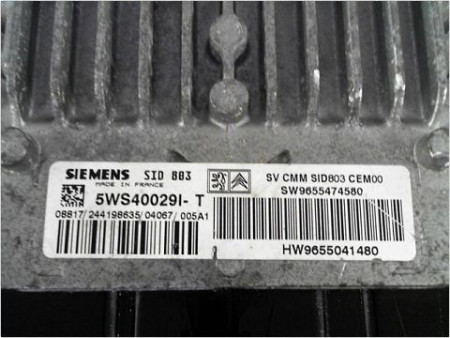 SIEMENS SID 803
MADE IN FRANCE
5WS40029I- T
08817/244198635/04067/005A1
SV CMM SID803 CEM00
SW9655474580
HW9655041480